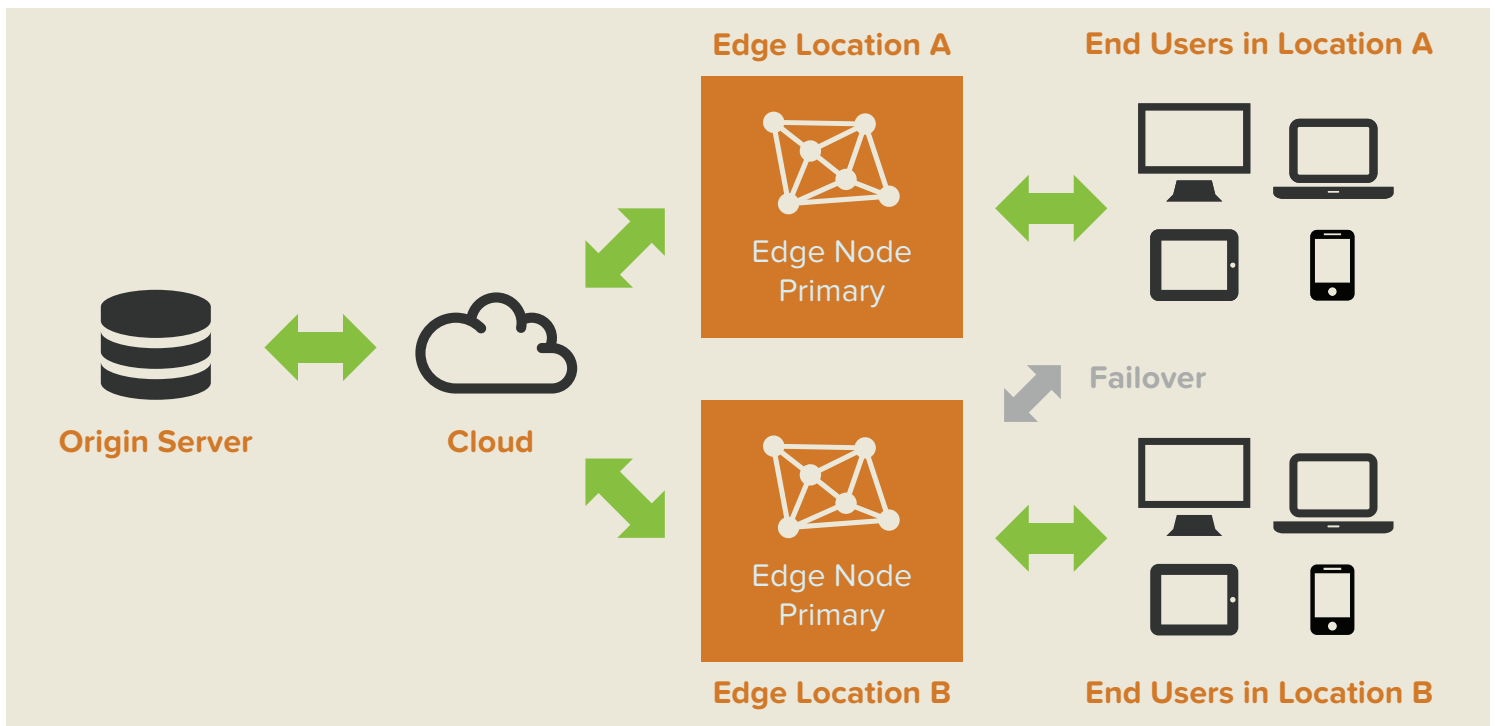 Edge Location A
End Users in Location A
Edge Node
Primary
Origin Server
Cloud
Failover
Edge Node
Primary
Edge Location B
End Users in Location B